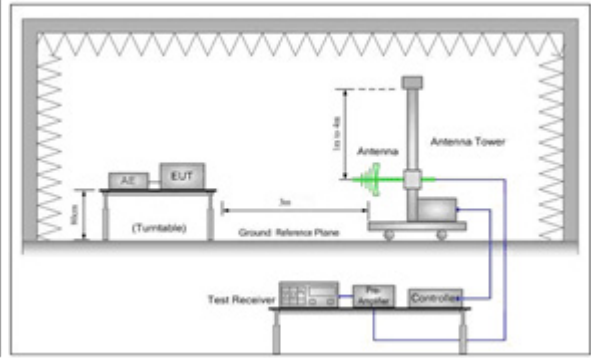 1m to 4m
Antenna
Antenna Tower
AE
EUT
80cm
3m
(Turntable)
Ground Reference Plane
Test Receiver
Pre-
Amplifier
Controller